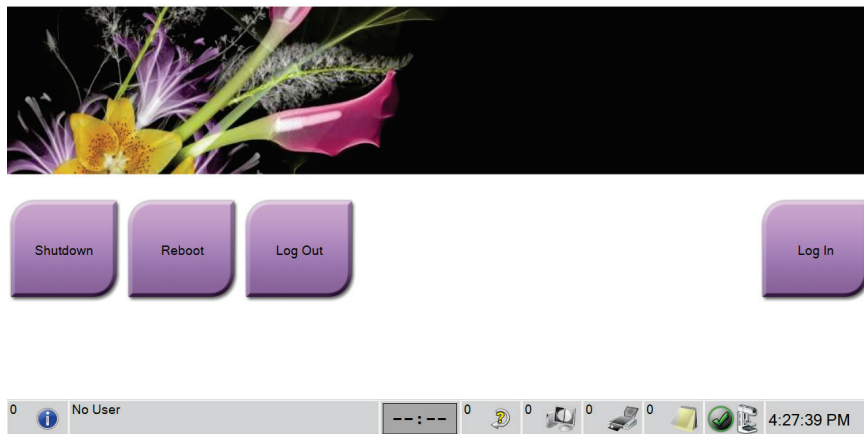 Shutdown
Reboot
Log Out
Log In
0
No User
--:--
0
0
0
0
4:27:39 PM